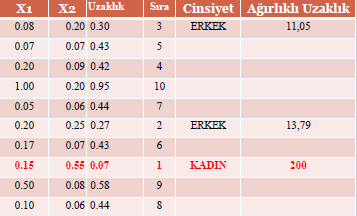 X1 X2 Uzaklık Sıra Cinsiyet Ağırlıklı Uzaklık
0.08 0.20 0.30 3 ERKEK 11,05
0.07 0.07 0.43 5
0.20 0.09 0.42 4
1.00 0.20 0.95 10
0.05 0.06 0.44 7
0.20 0.25 0.27 2 ERKEK 13,79
0.17 0.07 0.43 6
0.15 0.55 0.07 1 KADIN 200
0.50 0.08 0.58 9
0.10 0.06 0.44 8